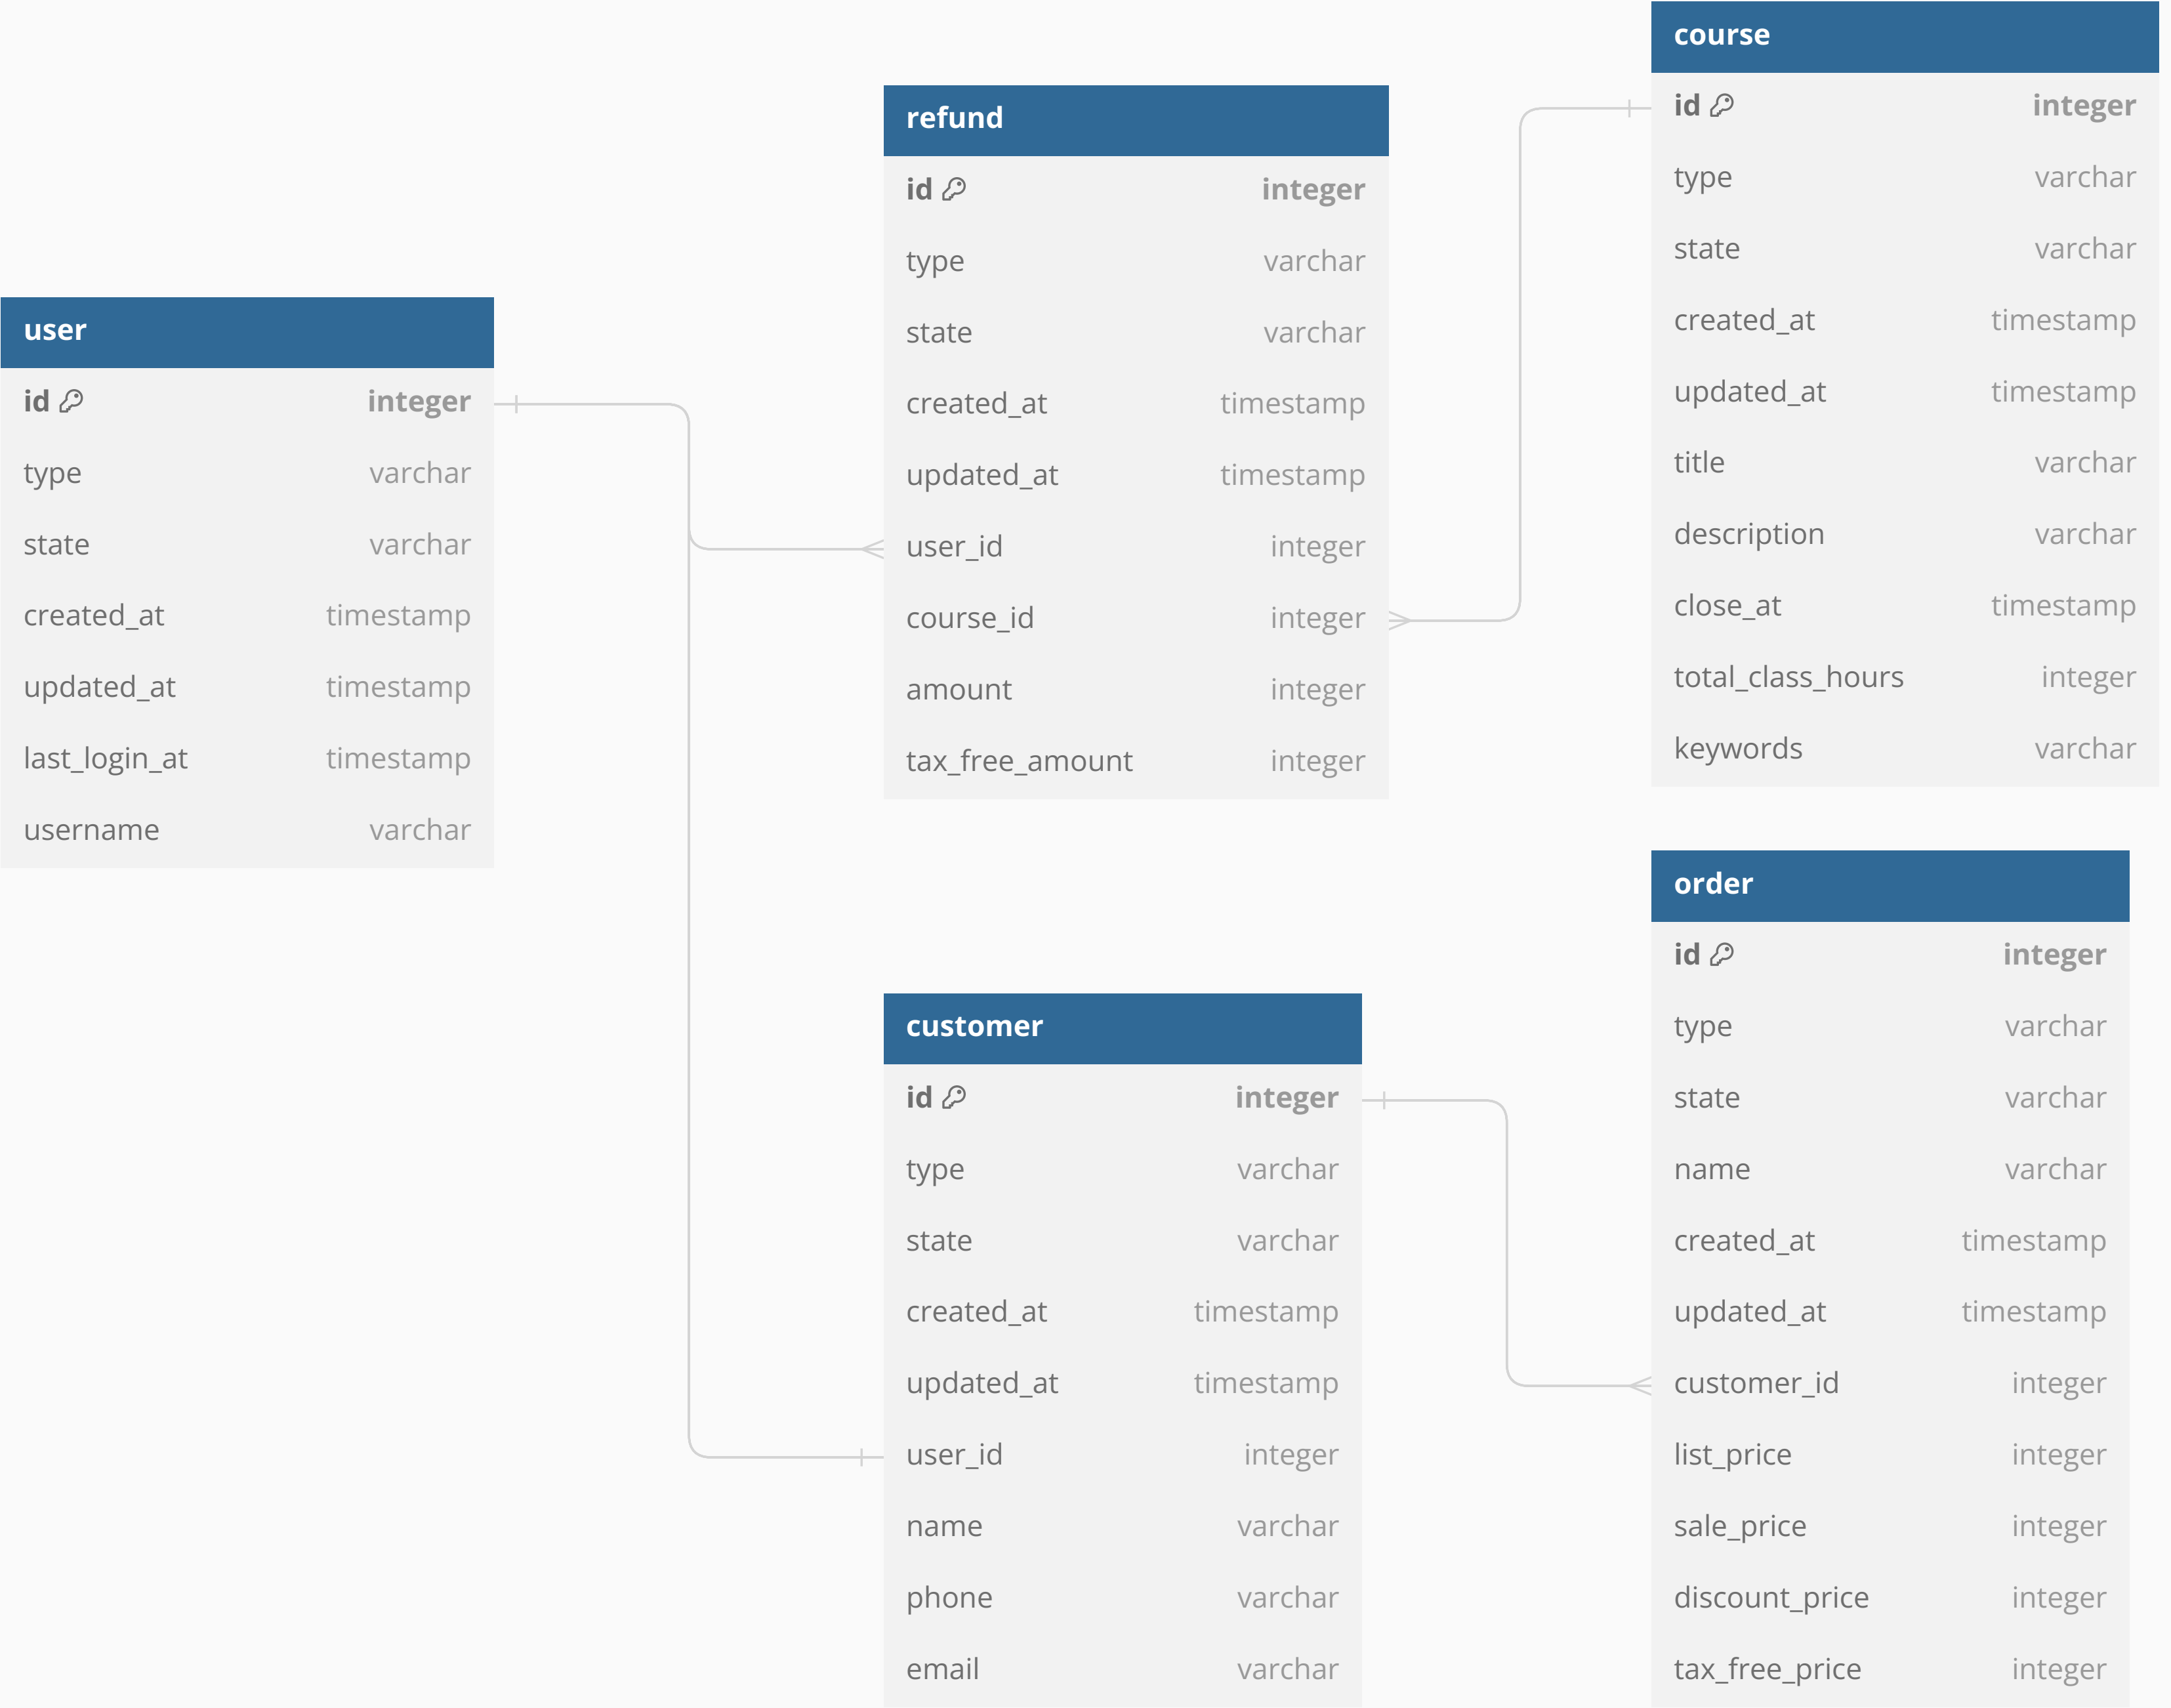 user
id integer
type varchar
state varchar
created_at timestamp
updated_at timestamp
last_login_at timestamp
username varchar
refund
id integer
type varchar
state varchar
created_at timestamp
updated_at timestamp
user_id integer
course_id integer
amount integer
tax_free_amount integer
customer
id integer
type varchar
state varchar
created_at timestamp
updated_at timestamp
user_id integer
name varchar
phone varchar
email varchar
course
id integer
type varchar
state varchar
created_at timestamp
updated_at timestamp
title varchar
description varchar
close_at timestamp
total_class_hours integer
keywords varchar
order
id integer
type varchar
state varchar
name varchar
created_at timestamp
updated_at timestamp
customer_id integer
list_price integer
sale_price integer
discount_price integer
tax_free_price integer